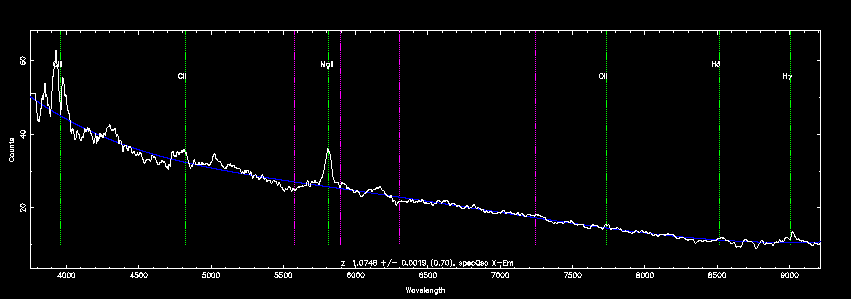 CIII CII MgII OII Hδ Hγ
60
40
20
Counts
z 1.0748 +/- 0.0019, (0.70), specQso X-Em
4000 4500 5000 5500 6000 6500 7000 7500 8000 8500 9000
Wavelength